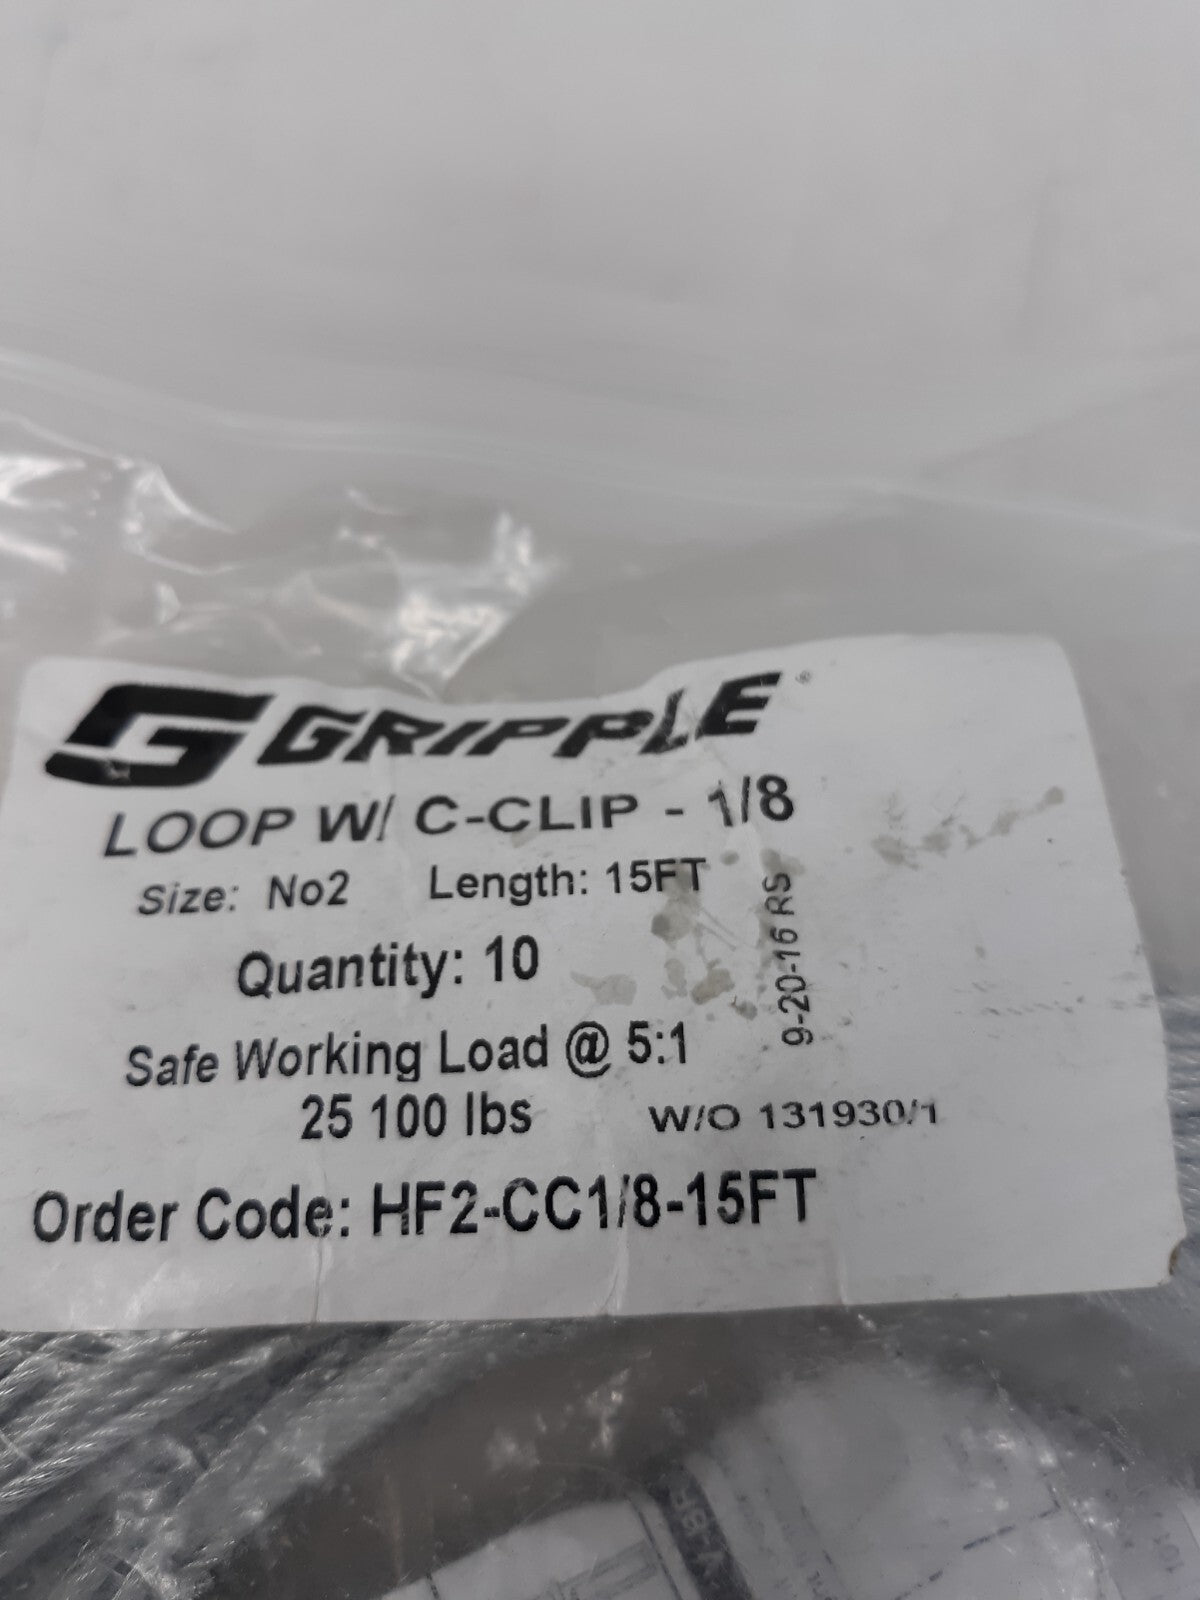 GRIPPLE®
LOOP W/ C-CLIP - 1/8
Size: No2 Length: 15FT
Quantity: 10
9-20-16 RS
Safe Working Load @ 5:1
25 100 lbs W/O 131930/1
Order Code: HF2-CC1/8-15FT